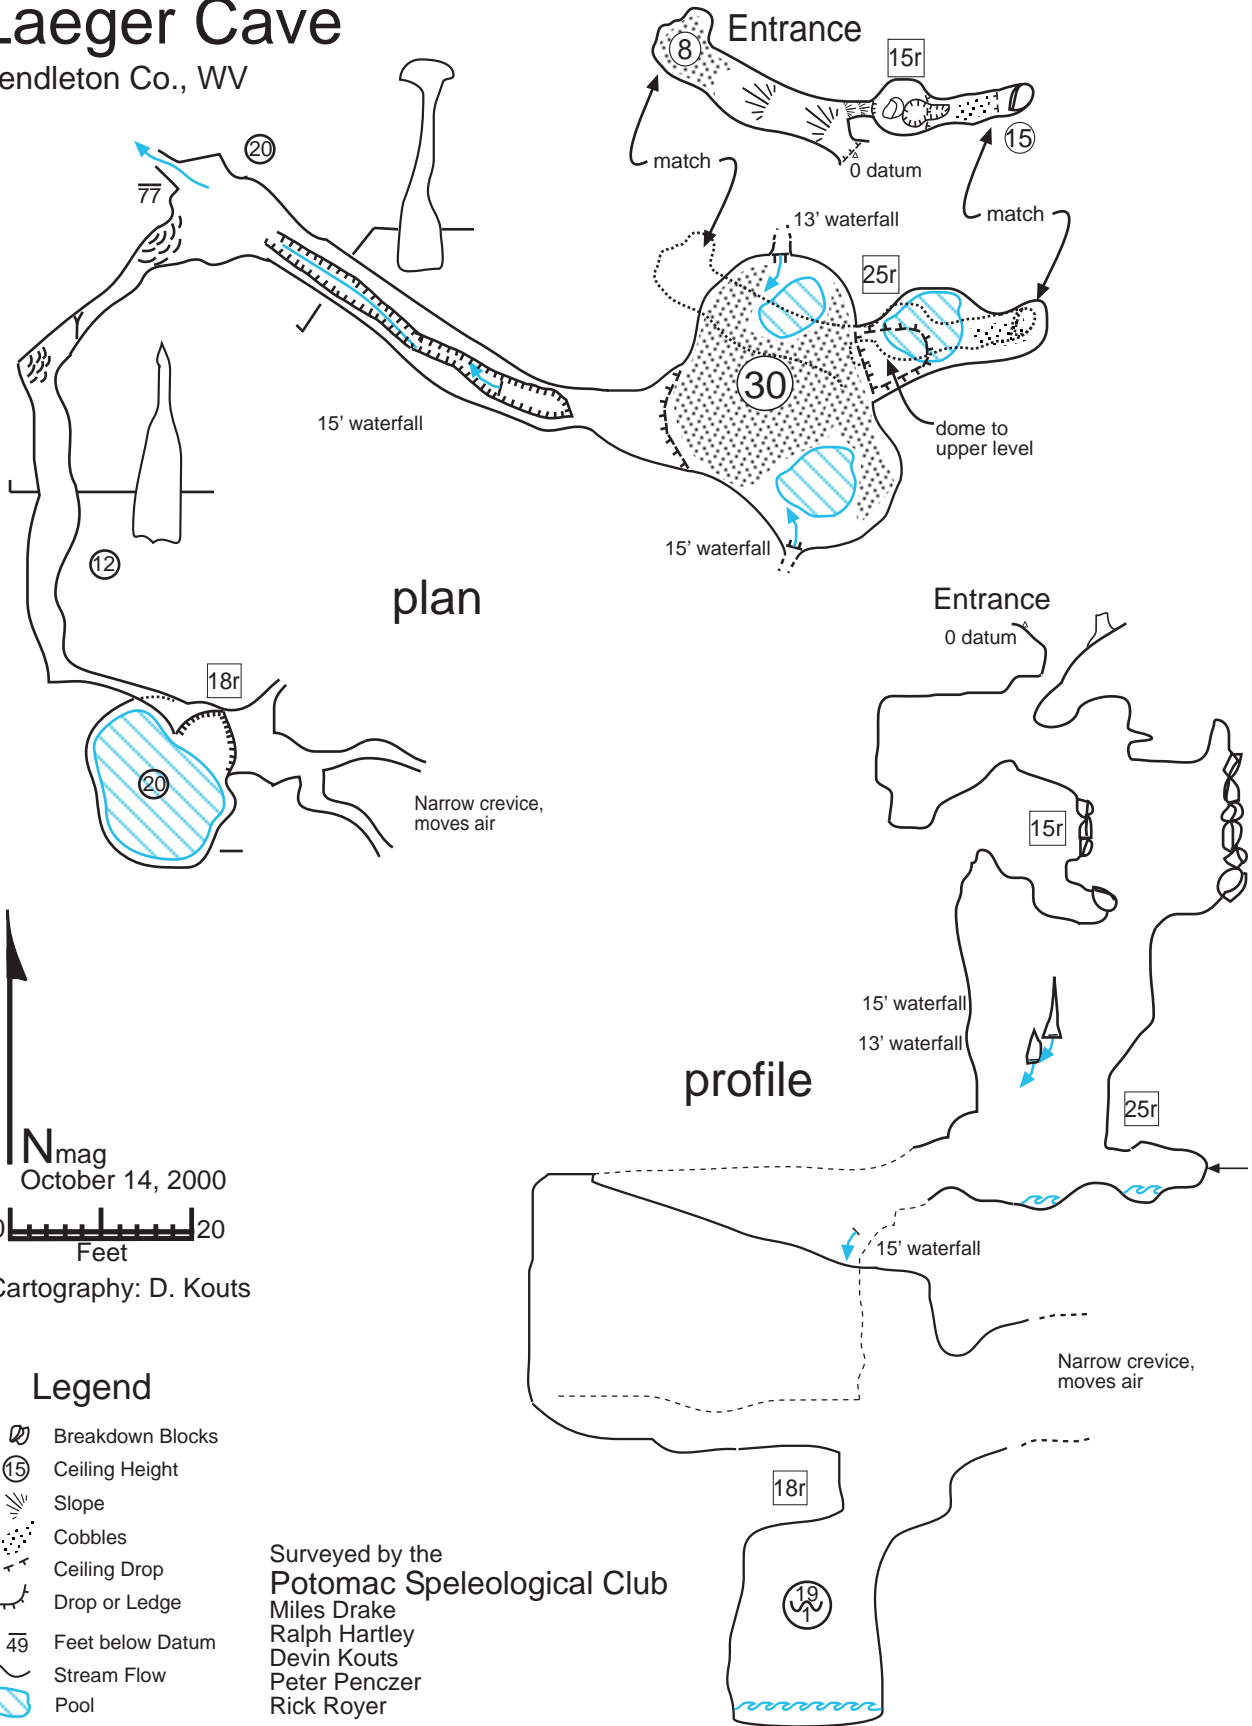 Laeger Cave
endleton Co., WV
Entrance
8
15r
15
0 datum
match
match
20
77
13' waterfall
25r
30
15' waterfall
dome to
upper level
15' waterfall
12
plan
18r
20
Narrow crevice,
moves air
Entrance
0 datum
15r
15' waterfall
13' waterfall
profile
25r
15' waterfall
Narrow crevice,
moves air
18r
19
1
Nmag
October 14, 2000
0 20
Feet
Cartography: D. Kouts
Legend
Breakdown Blocks
15 Ceiling Height
Slope
Cobbles
Ceiling Drop
Drop or Ledge
49 Feet below Datum
Stream Flow
Pool
Surveyed by the
Potomac Speleological Club
Miles Drake
Ralph Hartley
Devin Kouts
Peter Penczer
Rick Royer